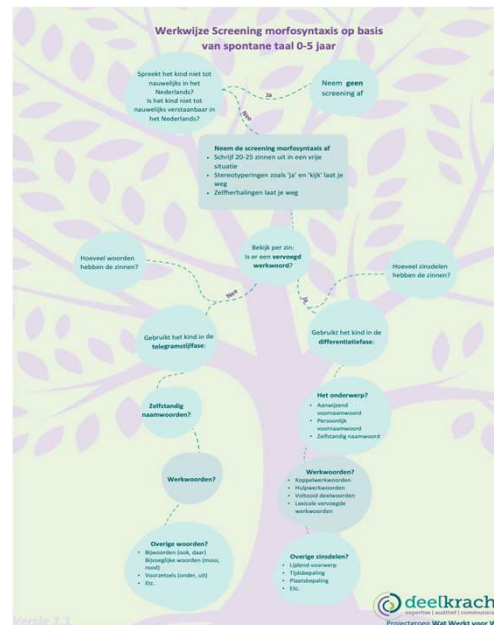 Werkwijze Screening morfosyntaxis op basis
van spontane taal 0-5 jaar
Spreekt het kind niet tot
nauwelijks in het
Nederlands?
Is het kind niet tot
nauwelijks verstaanbaar in
het Nederlands?
Ja
Neem geen
screening af
Nee
Neem de screening morfosyntaxis af
• Schrijf 20-25 zinnen uit in een vrije
situatie
• Stereotyperingen zoals 'ja' en 'kijk' laat je
weg
• Zelfherhalingen laat je weg
Bekijk per zin:
Is er een vervoegd
werkwoord?
Hoeveel woorden
hebben de zinnen?
Hoeveel zinsdelen
hebben de zinnen?
Nee
Ja
Gebruikt het kind in de
telegramstijlfase:
Gebruikt het kind in de
differentiatiefase:
Zelfstandig
naamwoorden?
Het onderwerp?
• Aanwijzend
voornaamwoord
• Persoonlijk
voornaamwoord
• Zelfstandig naamwoord
Werkwoorden?
Werkwoorden?
• Koppelwerkwoorden
• Hulpwerkwoorden
• Voltooid deelwoorden
• Lexicale vervoegde
werkwoorden
Overige woorden?
• Bijwoorden (ook, daar)
Bijvoeglijke woorden (mooi,
rood)
• Voorzetsels (onder, uit)
• Etc.
Overige zinsdelen?
• Lijdend voorwerp
• Tijdsbepaling
• Plaatsbepaling
• Etc.
deelkrach
expertise | auditief | communica
Versie 1.1
Projectgroep Wat Werkt voor W